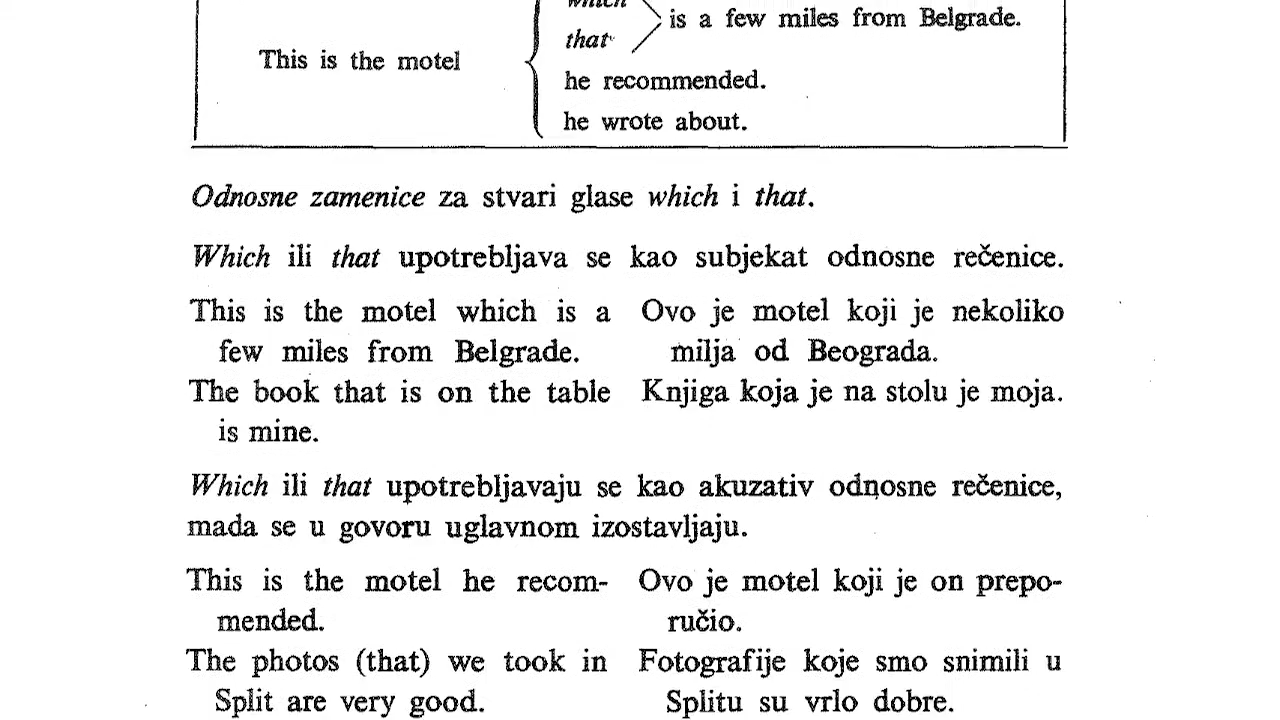 which
that
is a few miles from Belgrade.
This is the motel
he recommended.
he wrote about.
Odnosne zamenice za stvari glase which i that.
Which ili that upotrebljava se kao subjekat odnosne rečenice.
This is the motel which is a
few miles from Belgrade.
Ovo je motel koji je nekoliko
milja od Beograda.
The book that is on the table
is mine.
Knjiga koja je na stolu je moja.
Which ili that upotrebljavaju se kao akuzativ odnosne rečenice,
mada se u govoru uglavnom izostavljaju.
This is the motel he recom-
mended.
Ovo je motel koji je on prepo-
ručio.
The photos (that) we took in
Split are very good.
Fotografije koje smo snimili u
Splitu su vrlo dobre.